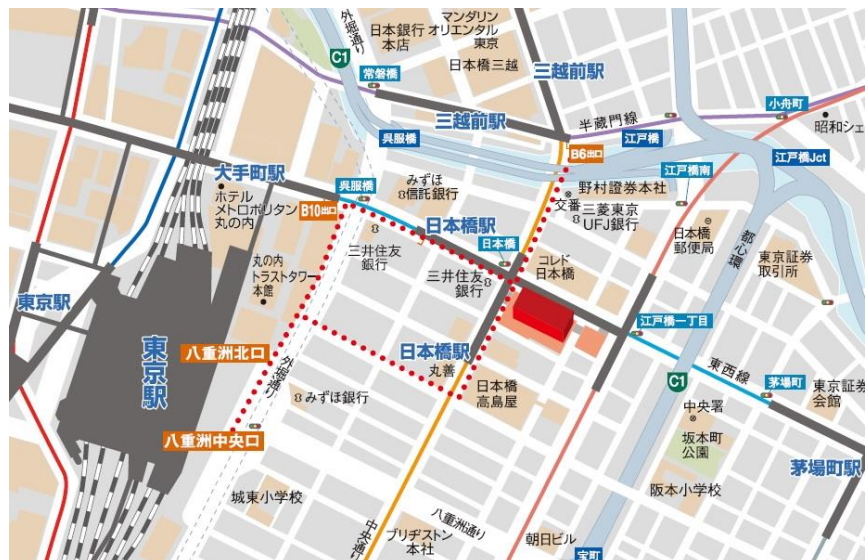 外堀通り
C1
日本銀行
本店
マンダリン
オリエンタル
東京
日本橋三越
三越前駅
常磐橋
三越前駅
半蔵門線
小舟町
昭和シェ
呉服橋
江戸橋
B6出口
江戸橋Jct
江戸橋南
大手町駅
呉服橋
みずほ
信託銀行
野村證券本社
交番
三菱東京
UFJ銀行
ホテル
メトロポリタン
丸の内
B10出口
日本橋駅
日本橋
コレド
日本橋
日本橋
郵便局
都心環
東京証券
取引所
三井住友
銀行
三井住友
銀行
丸の内
トラストタワー
本館
東京駅
東京駅
八重洲北口
外堀通り
日本橋駅
丸善
江戸橋一丁目
東西線
八重洲中央口
みずほ銀行
日本橋
高島屋
C1
茅場町
東京証券
会館
中央署
坂本町
公園
茅場町駅
城東小学校
阪本小学校
八重洲通り
中央通り
ブリヂストン
本社
朝日ビル
宝町